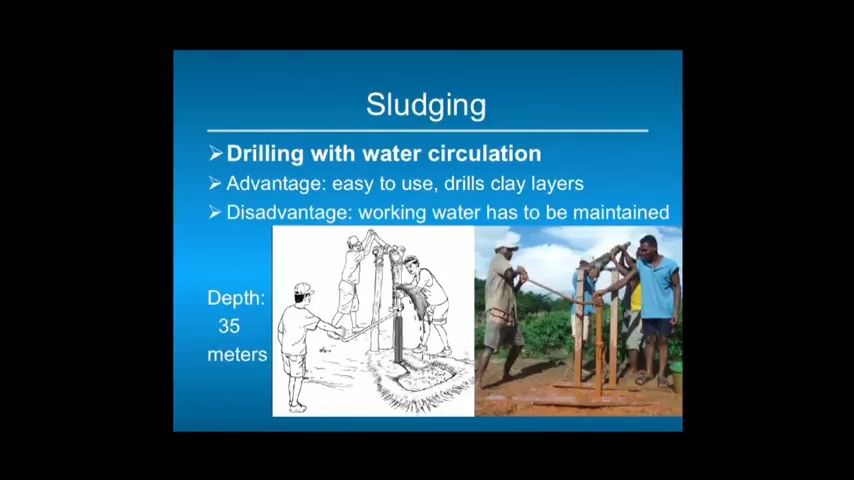 Sludging
Drilling with water circulation
Advantage: easy to use, drills clay layers
Disadvantage: working water has to be maintained
Depth:
35
meters